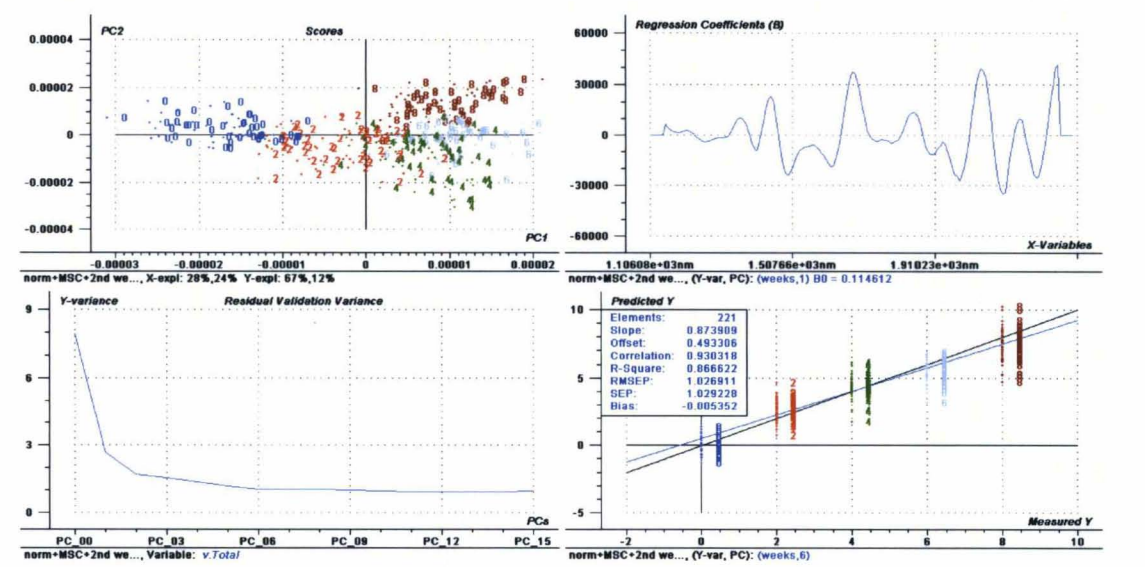 PC2 Scores
0.00004
0.00002
0
-0.00002
-0.00004
PC1
-0.00003 -0.00002 -0.00001 0 0.00001 0.00002
norm+MSC+2nd we..., X-expl: 28%,24% Y-expl: 67%,12%
Regression Coefficients (B)
60000
30000
0
-30000
-60000
X-Variables
1.10608e+03nm 1.50766e+03nm 1.91023e+03nm
norm+MSC+2nd we..., (Y-var, PC): (weeks,1) B0 = 0.114612
Y-variance Residual Validation Variance
9
6
3
0
PCs
PC_00 PC_03 PC_06 PC_09 PC_12 PC_15
norm+MSC+2nd we..., Variable: v.Total
Predicted Y
10
5
0
-5
Elements: 221
Slope: 0.873909
Offset: 0.493306
Correlation: 0.930318
R-Square: 0.866622
RMSEP: 1.026911
SEP: 1.029228
Bias: -0.005352
Measured Y
-2 0 2 4 6 8 10
norm+MSC+2nd we..., (Y-var, PC): (weeks,6)